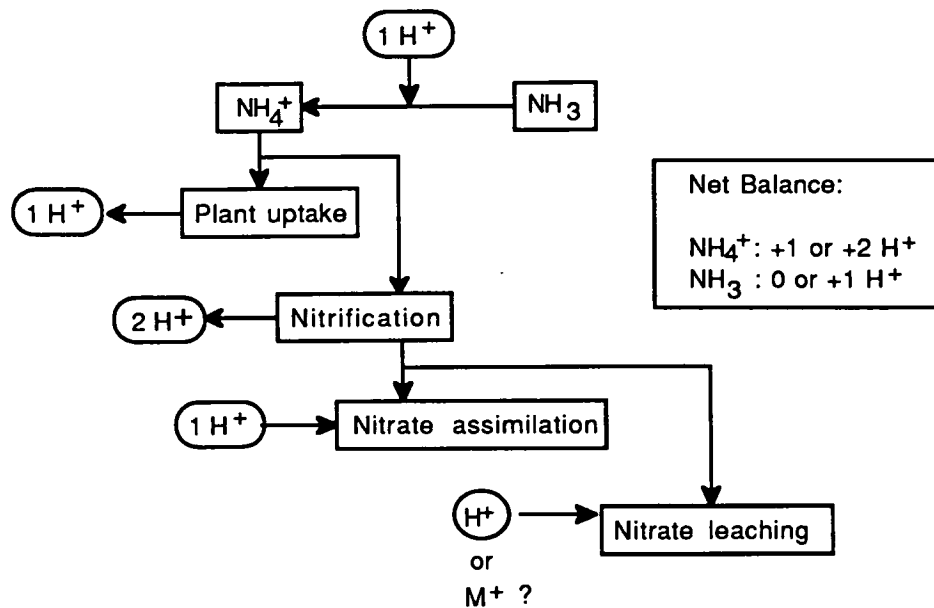 1 H⁺
NH₄⁺
NH₃
Net Balance:
NH₄⁺: +1 or +2 H⁺
NH₃ : 0 or +1 H⁺
1 H⁺
Plant uptake
2 H⁺
Nitrification
1 H⁺
Nitrate assimilation
H⁺
or
M⁺ ?
Nitrate leaching